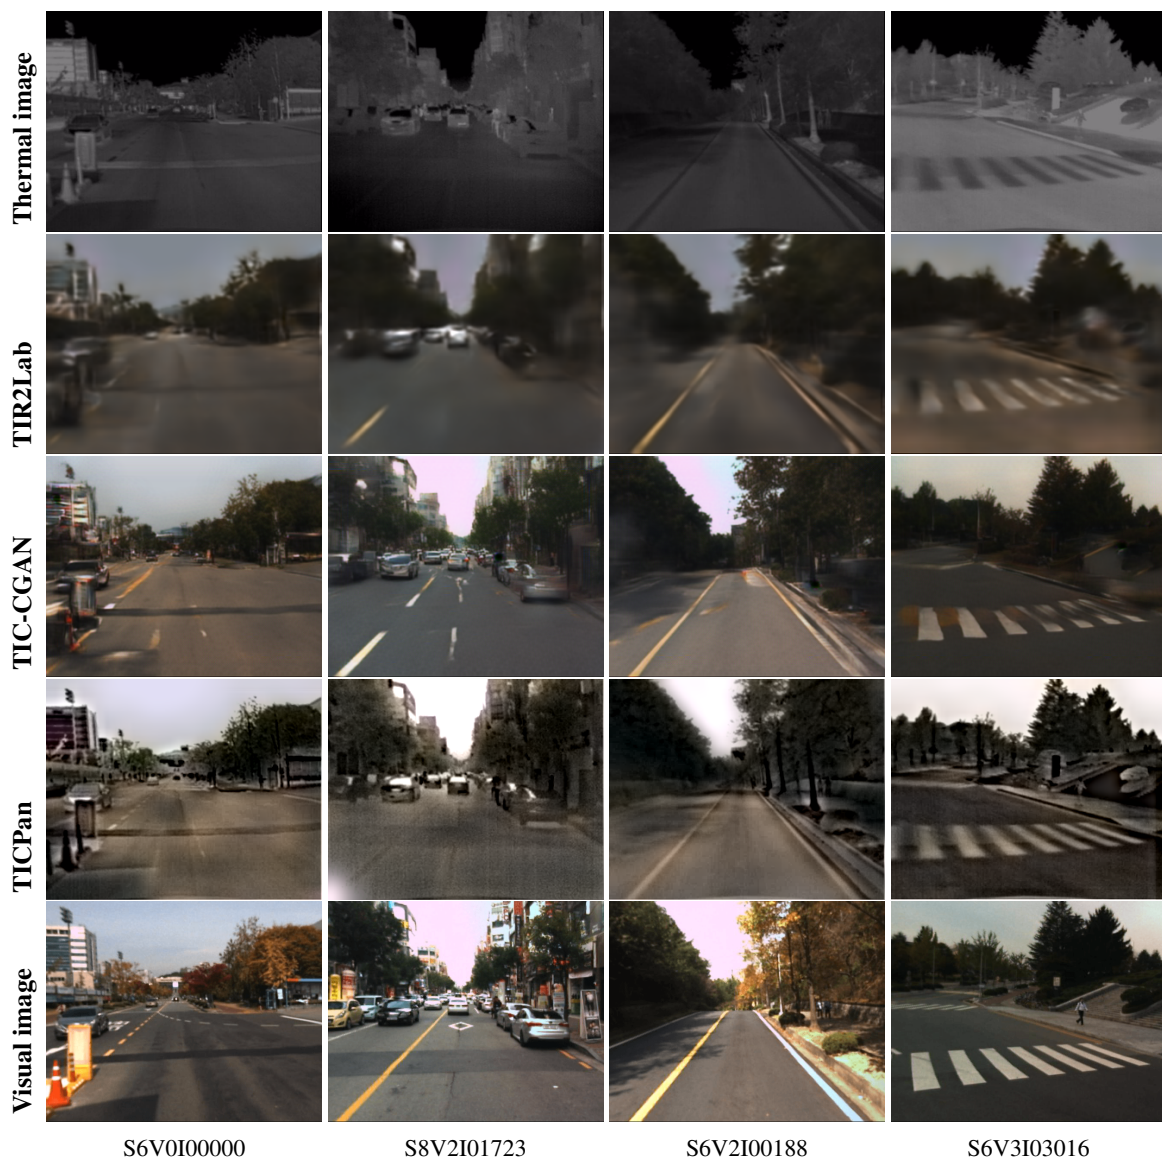 Thermal image
TIR2Lab
TIC-CGAN
TICPan
Visual image
S6V0I00000
S8V2I01723
S6V2I00188
S6V3I03016